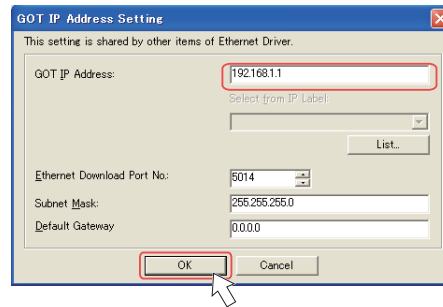 GOT IP Address Setting
This setting is shared by other items of Ethernet Driver.
GOT IP Address: 192.168.1.1
Select from IP Label:
List...
Ethernet Download Port No.: 5014
Subnet Mask: 255.255.255.0
Default Gateway 0.0.0.0
OK Cancel